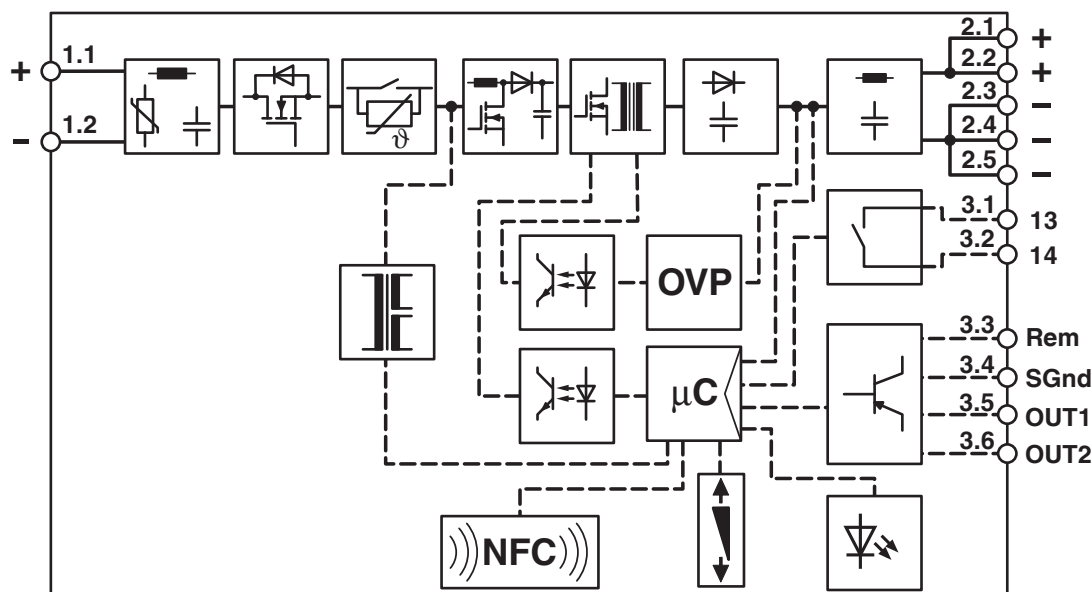 + 1.1
- 1.2
ϑ
2.1 +
2.2 +
2.3 -
2.4 -
2.5 -
3.1 13
3.2 14
OVP
3.3 Rem
3.4 SGnd
μC
3.5 OUT1
3.6 OUT2
NFC